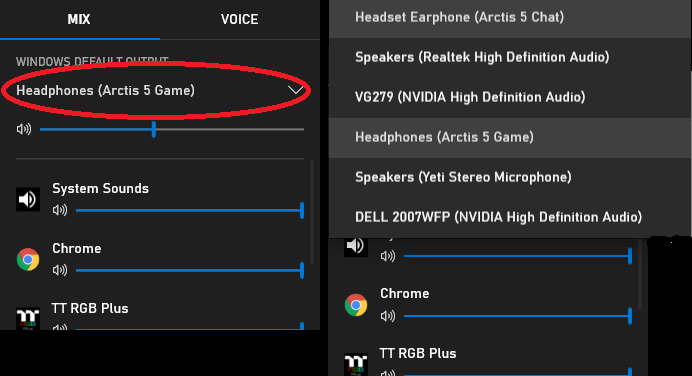 MIX
VOICE
WINDOWS DEFAULT OUTPUT
Headphones (Arctis 5 Game)
System Sounds
Chrome
TT RGB Plus
Headset Earphone (Arctis 5 Chat)
Speakers (Realtek High Definition Audio)
VG279 (NVIDIA High Definition Audio)
Headphones (Arctis 5 Game)
Speakers (Yeti Stereo Microphone)
DELL 2007WFP (NVIDIA High Definition Audio)
Chrome
TT RGB Plus